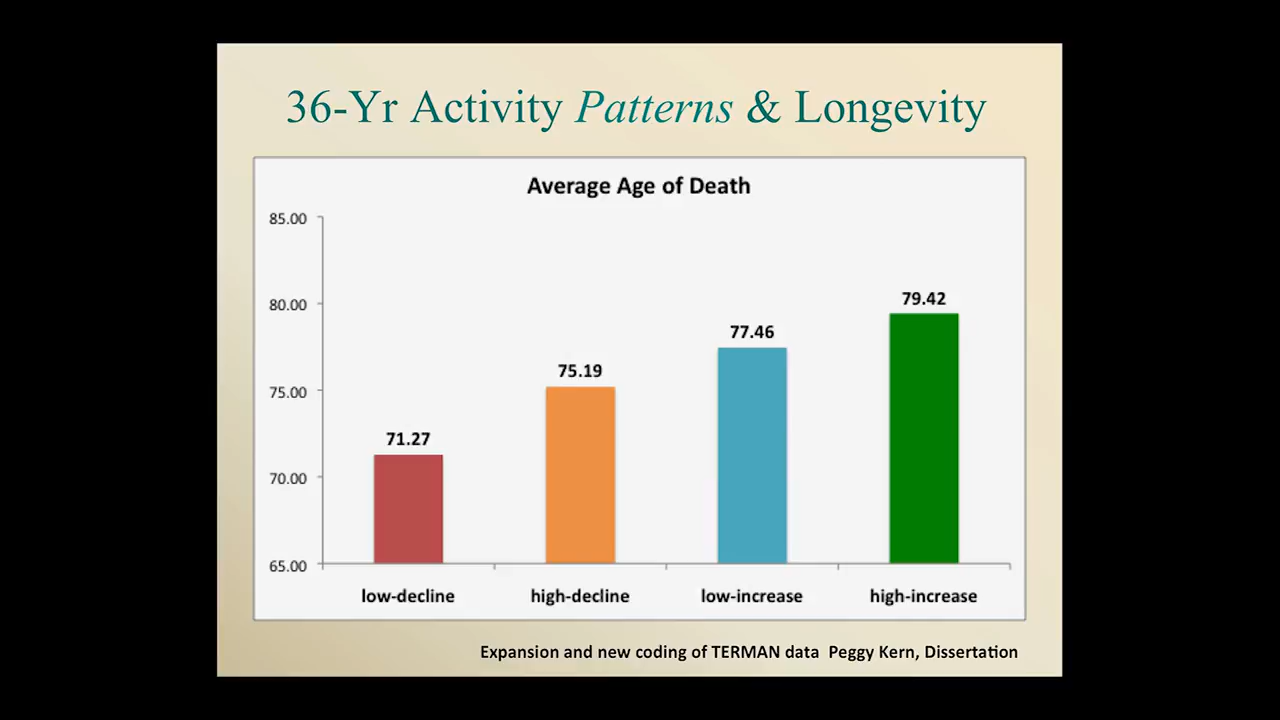 36-Yr Activity Patterns & Longevity
Average Age of Death
85.00
80.00
75.00
70.00
65.00
71.27
75.19
77.46
79.42
low-decline high-decline low-increase high-increase
Expansion and new coding of TERMAN data Peggy Kern, Dissertation